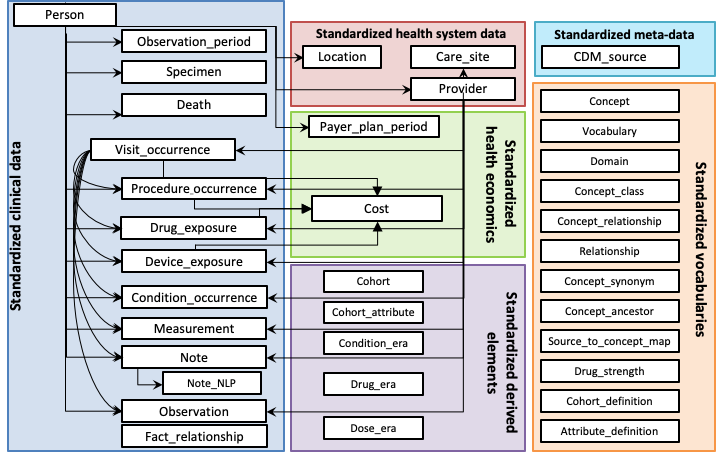 Person
Observation_period
Specimen
Death
Visit_occurrence
Procedure_occurrence
Drug_exposure
Device_exposure
Condition_occurrence
Measurement
Note
Note_NLP
Observation
Fact_relationship
Standardized clinical data
Standardized health system data
Location
Care_site
Provider
Payer_plan_period
Cost
Standardized
health economics
Cohort
Cohort_attribute
Condition_era
Drug_era
Dose_era
Standardized derived
elements
Standardized meta-data
CDM_source
Concept
Vocabulary
Domain
Concept_class
Concept_relationship
Relationship
Concept_synonym
Concept_ancestor
Source_to_concept_map
Drug_strength
Cohort_definition
Attribute_definition
Standardized vocabularies